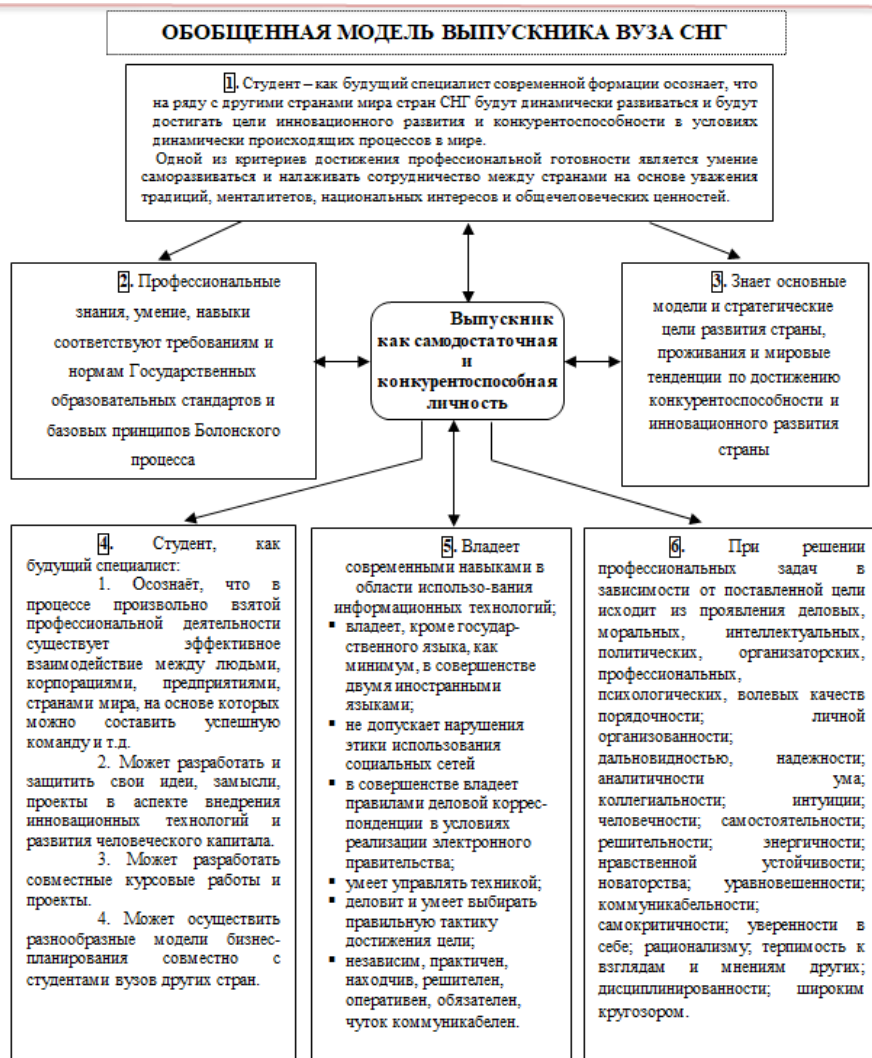 ОБОБЩЕННАЯ МОДЕЛЬ ВЫПУСКНИКА ВУЗА СНГ
1. Студент – как будущий специалист современной формации осознает, что
на ряду с другими странами мира стран СНГ будут динамически развиваться и будут
достигать цели инновационного развития и конкурентоспособности в условиях
динамически происходящих процессов в мире.
Одной из критериев достижения профессиональной готовности является умение
саморазвиваться и налаживать сотрудничество между странами на основе уважения
традиций, менталитетов, национальных интересов и общечеловеческих ценностей.
2. Профессиональные
знания, умение, навыки
соответствуют требованиям и
нормам Государственных
образовательных стандартов и
базовых принципов Болонского
процесса
Выпускник
как самодостаточная
и
конкурентоспособная
личность
3. Знает основные
модели и стратегические
цели развития страны,
проживания и мировые
тенденции по достижению
конкурентоспособности и
инновационного развития
страны
4. Студент, как
будущий специалист:
1. Осознаёт, что в
процессе произвольно взятой
профессиональной деятельности
существует эффективное
взаимодействие между людьми,
корпорациями, предприятиями,
странами мира, на основе которых
можно составить успешную
команду и т.д.
2. Может разработать и
защитить свои идеи, замыслы,
проекты в аспекте внедрения
инновационных технологий и
развития человеческого капитала.
3. Может разработать
совместные курсовые работы и
проекты.
4. Может осуществить
разнообразные модели бизнес-
планирования совместно с
студентами вузов других стран.
5. Владеет
современными навыками в
области использо-вания
информационных технологий;
▪ владеет, кроме государ-
ственного языка, как
минимум, в совершенстве
двумя иностранными
языками;
▪ не допускает нарушения
этики использования
социальных сетей
▪ в совершенстве владеет
правилами деловой коррес-
понденции в условиях
реализации электронного
правительства;
▪ умеет управлять техникой;
▪ деловит и умеет выбирать
правильную тактику
достижения цели;
▪ независим, практичен,
находчив, решителен,
оперативен, обязателен,
чуток коммуникабелен.
6. При решении
профессиональных задач в
зависимости от поставленной цели
исходит из проявления деловых,
моральных, интеллектуальных,
политических, организаторских,
профессиональных,
психологических, волевых качеств
порядочности; личной
организованности;
дальновидностью, надежности;
аналитичности ума;
коллегиальности; интуиции;
человечности; самостоятельности;
решительности; энергичности;
нравственной устойчивости;
новаторства; уравновешенности;
коммуникабельности;
самокритичности; уверенности в
себе; рационализму; терпимость к
взглядам и мнениям других;
дисциплинированности; широким
кругозором.